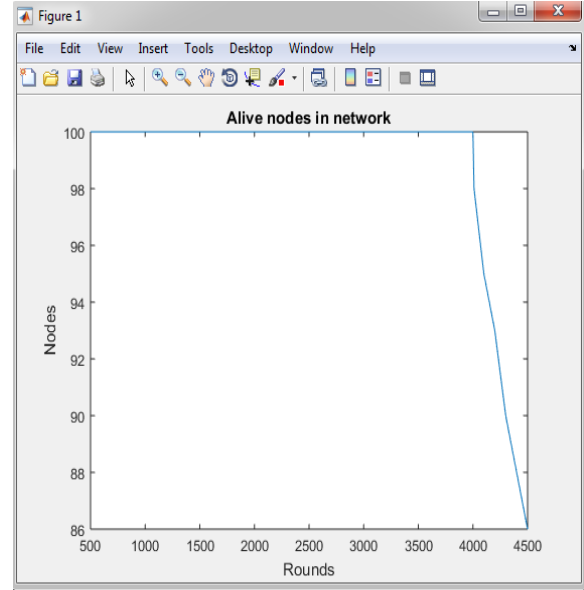 Figure 1
File Edit View Insert Tools Desktop Window Help
Alive nodes in network
100
98
96
94
92
90
88
86
Nodes
500 1000 1500 2000 2500 3000 3500 4000 4500
Rounds